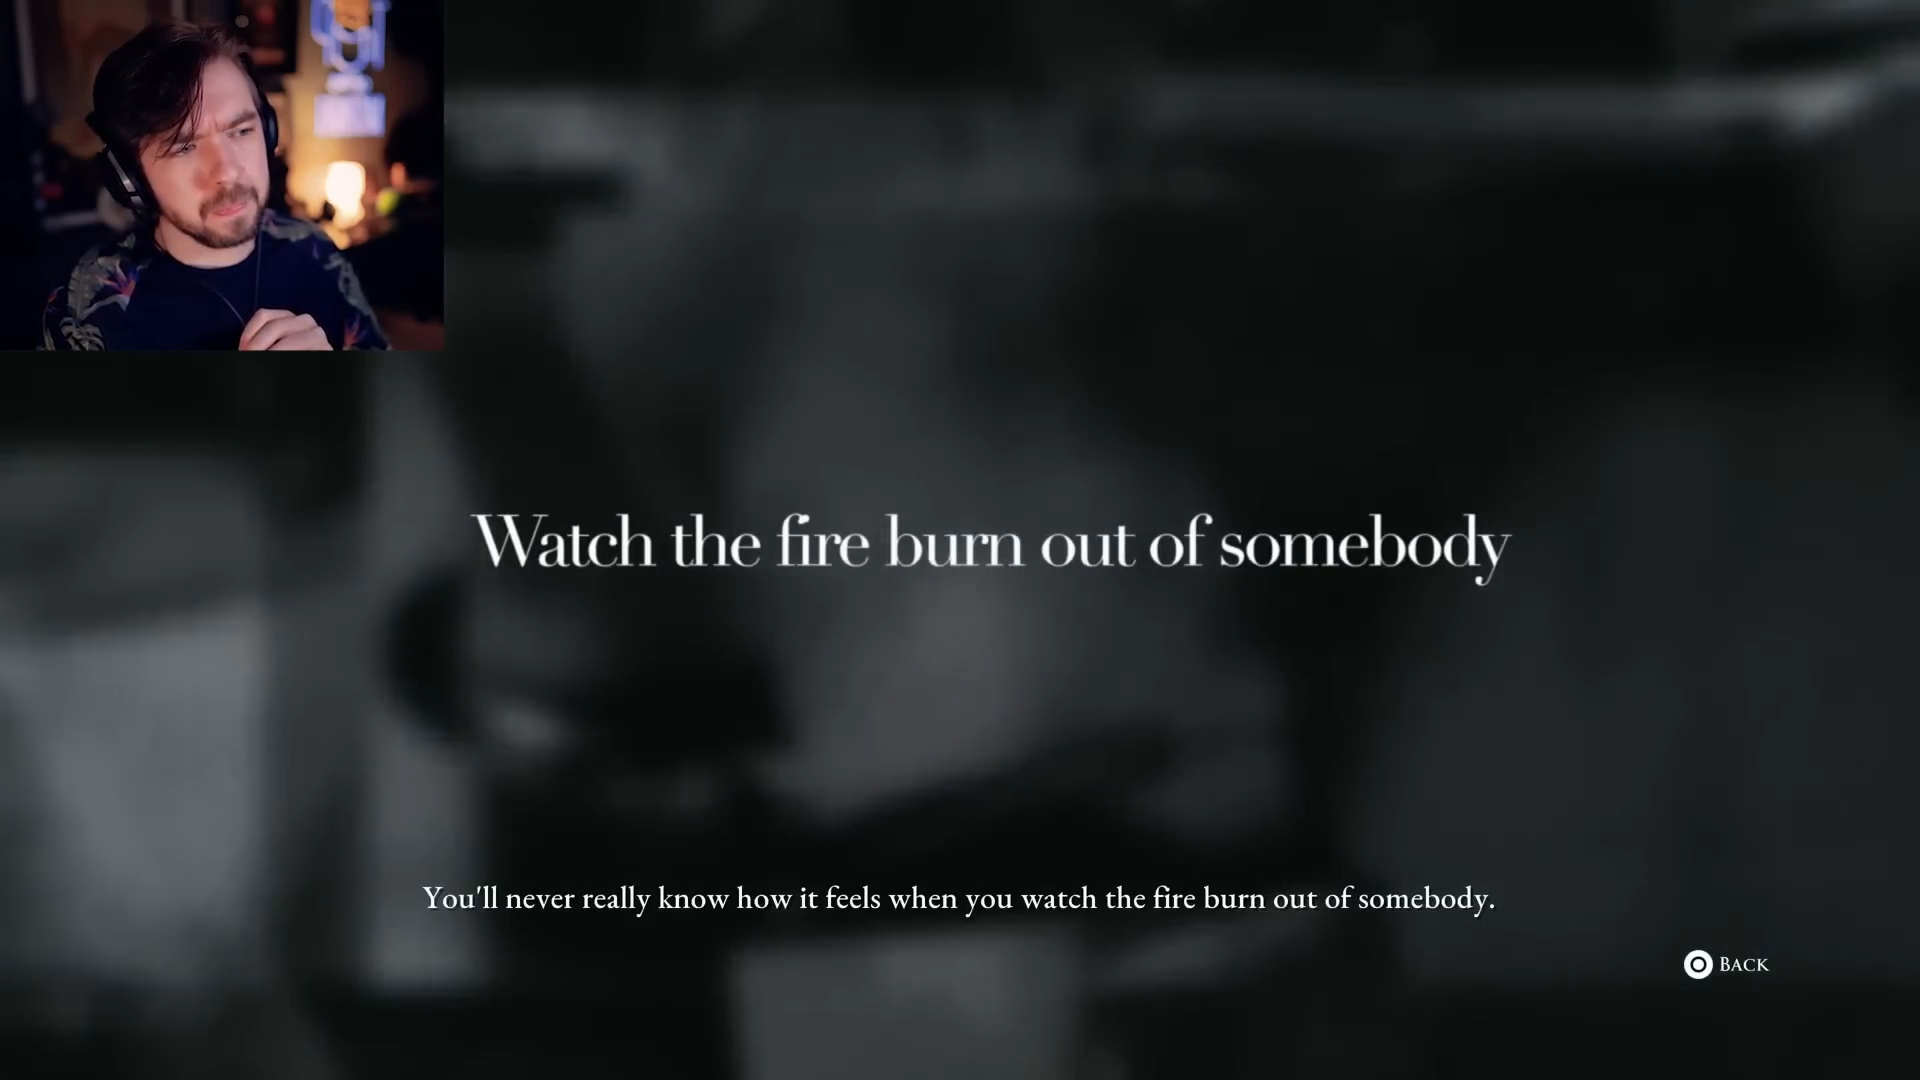 Watch the fire burn out of somebody
You'll never really know how it feels when you watch the fire burn out of somebody.
BACK